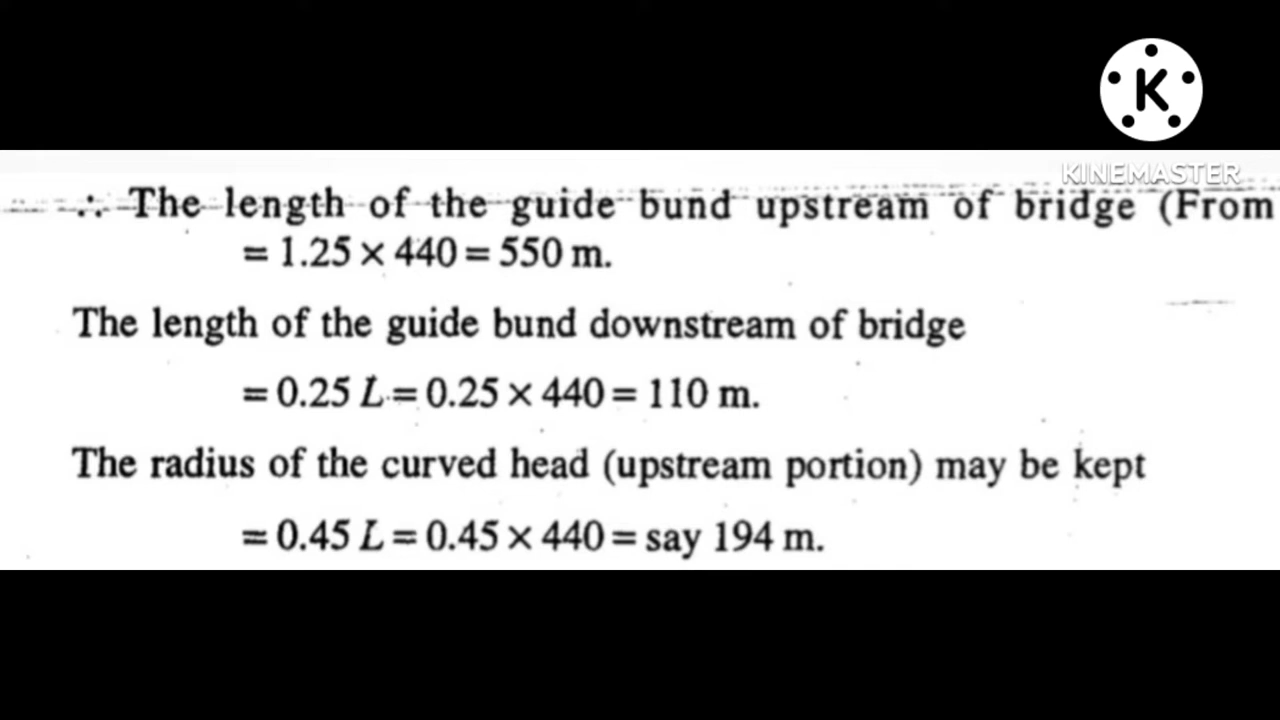 K
KINEMASTER
∴ The length of the guide bund upstream of bridge (From
= 1.25 × 440 = 550 m.
The length of the guide bund downstream of bridge
= 0.25 L = 0.25 × 440 = 110 m.
The radius of the curved head (upstream portion) may be kept
= 0.45 L = 0.45 × 440 = say 194 m.